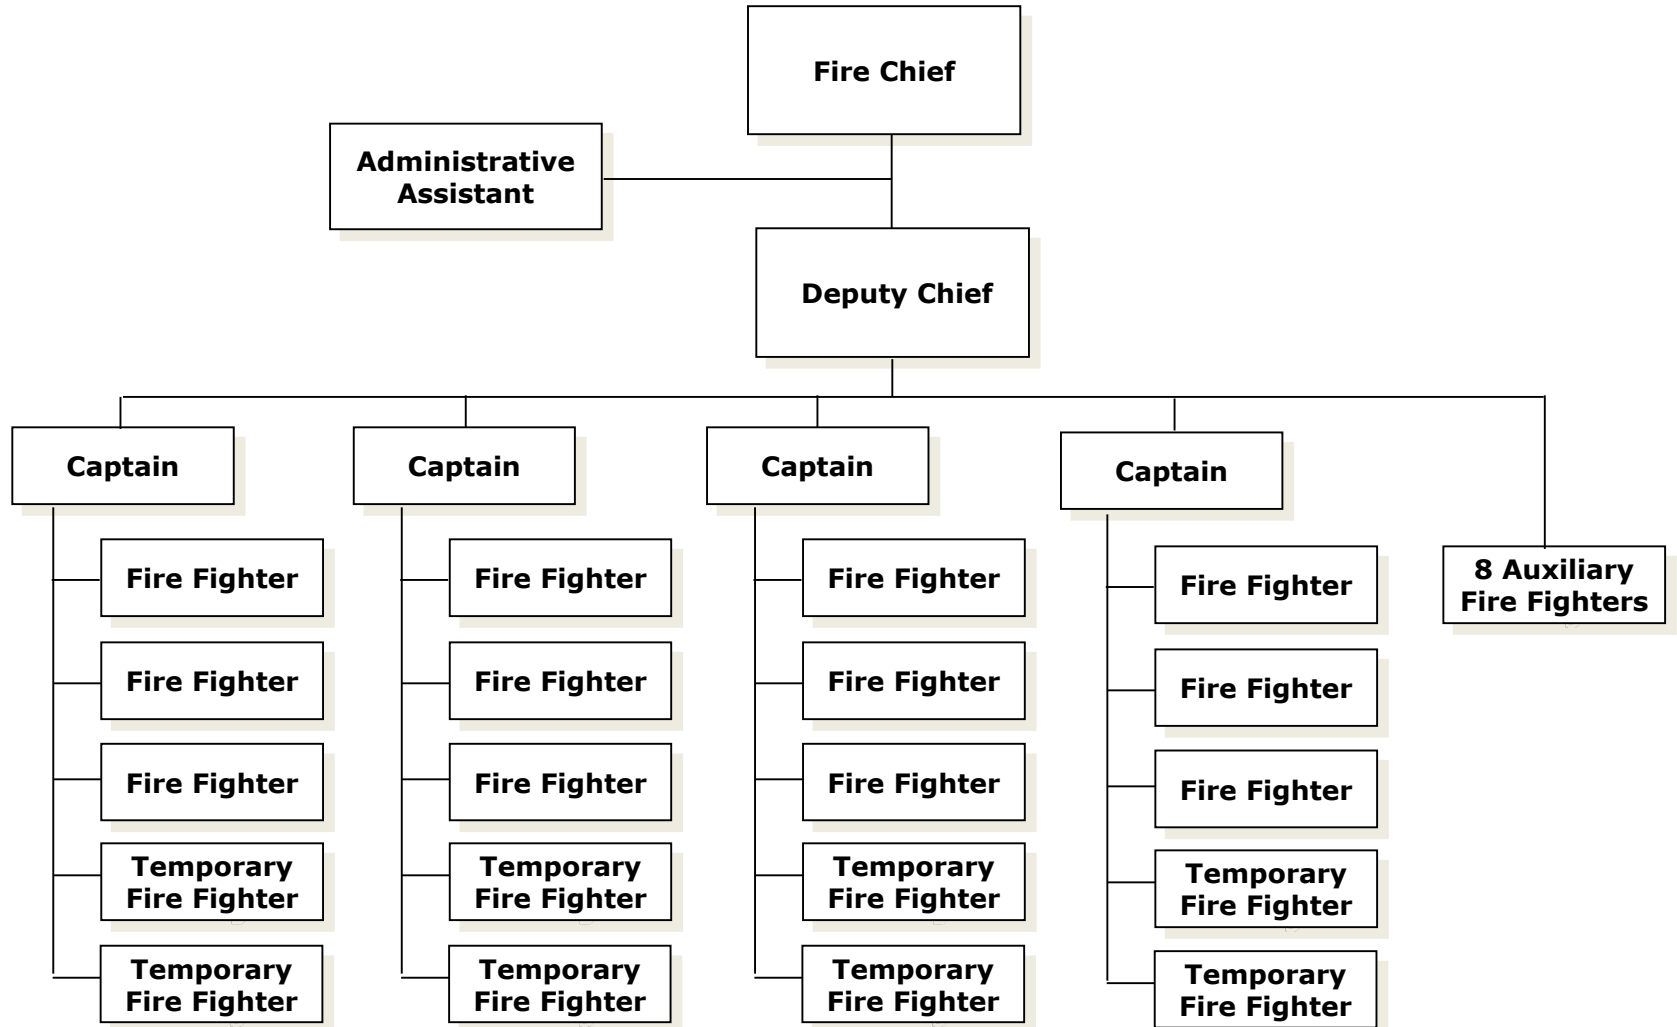 Fire Chief
Administrative
Assistant
Deputy Chief
Captain
Captain
Captain
Captain
Fire Fighter
Fire Fighter
Fire Fighter
Fire Fighter
8 Auxiliary
Fire Fighters
Fire Fighter
Fire Fighter
Fire Fighter
Fire Fighter
Fire Fighter
Fire Fighter
Fire Fighter
Fire Fighter
Temporary
Fire Fighter
Temporary
Fire Fighter
Temporary
Fire Fighter
Temporary
Fire Fighter
Temporary
Fire Fighter
Temporary
Fire Fighter
Temporary
Fire Fighter
Temporary
Fire Fighter